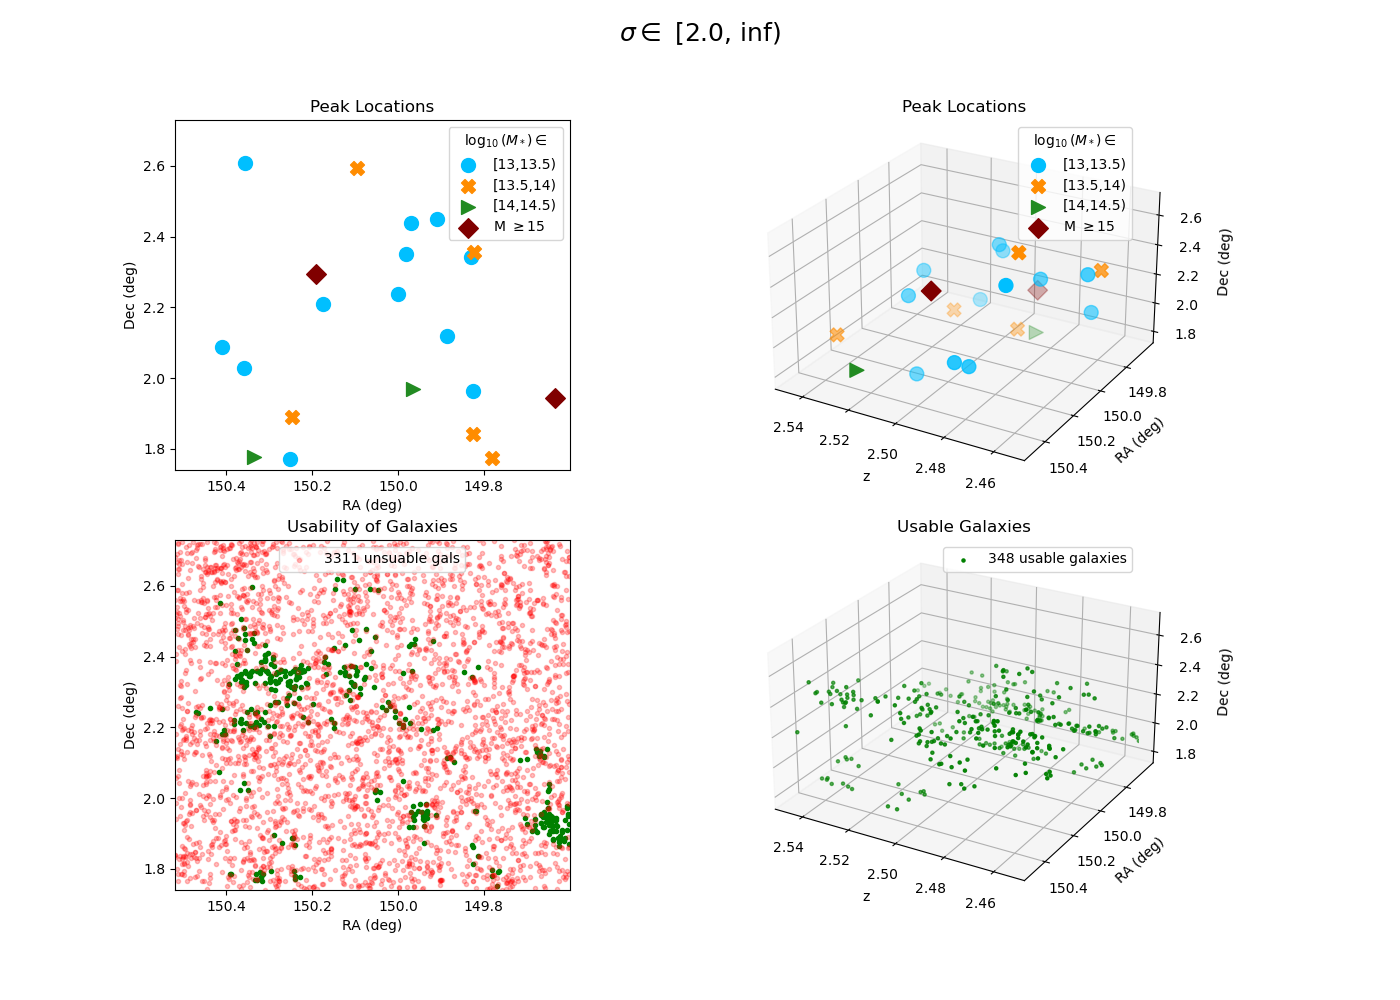 σ ∈ [2.0, inf)
Peak Locations
log₁₀(M*) ∈
[13,13.5)
[13.5,14)
[14,14.5)
M ≥15
2.6
2.4
2.2
2.0
1.8
Dec (deg)
150.4 150.2 150.0 149.8
RA (deg)
Peak Locations
log₁₀(M*) ∈
[13,13.5)
[13.5,14)
[14,14.5)
M ≥15
2.6
2.4
2.2
2.0
1.8
Dec (deg)
149.8
150.0
150.2
150.4
RA (deg)
2.54
2.52
2.50
2.48
2.46
z
Usability of Galaxies
3311 unsuable gals
2.6
2.4
2.2
2.0
1.8
Dec (deg)
150.4 150.2 150.0 149.8
RA (deg)
Usable Galaxies
348 usable galaxies
2.6
2.4
2.2
2.0
1.8
Dec (deg)
149.8
150.0
150.2
150.4
RA (deg)
2.54
2.52
2.50
2.48
2.46
z